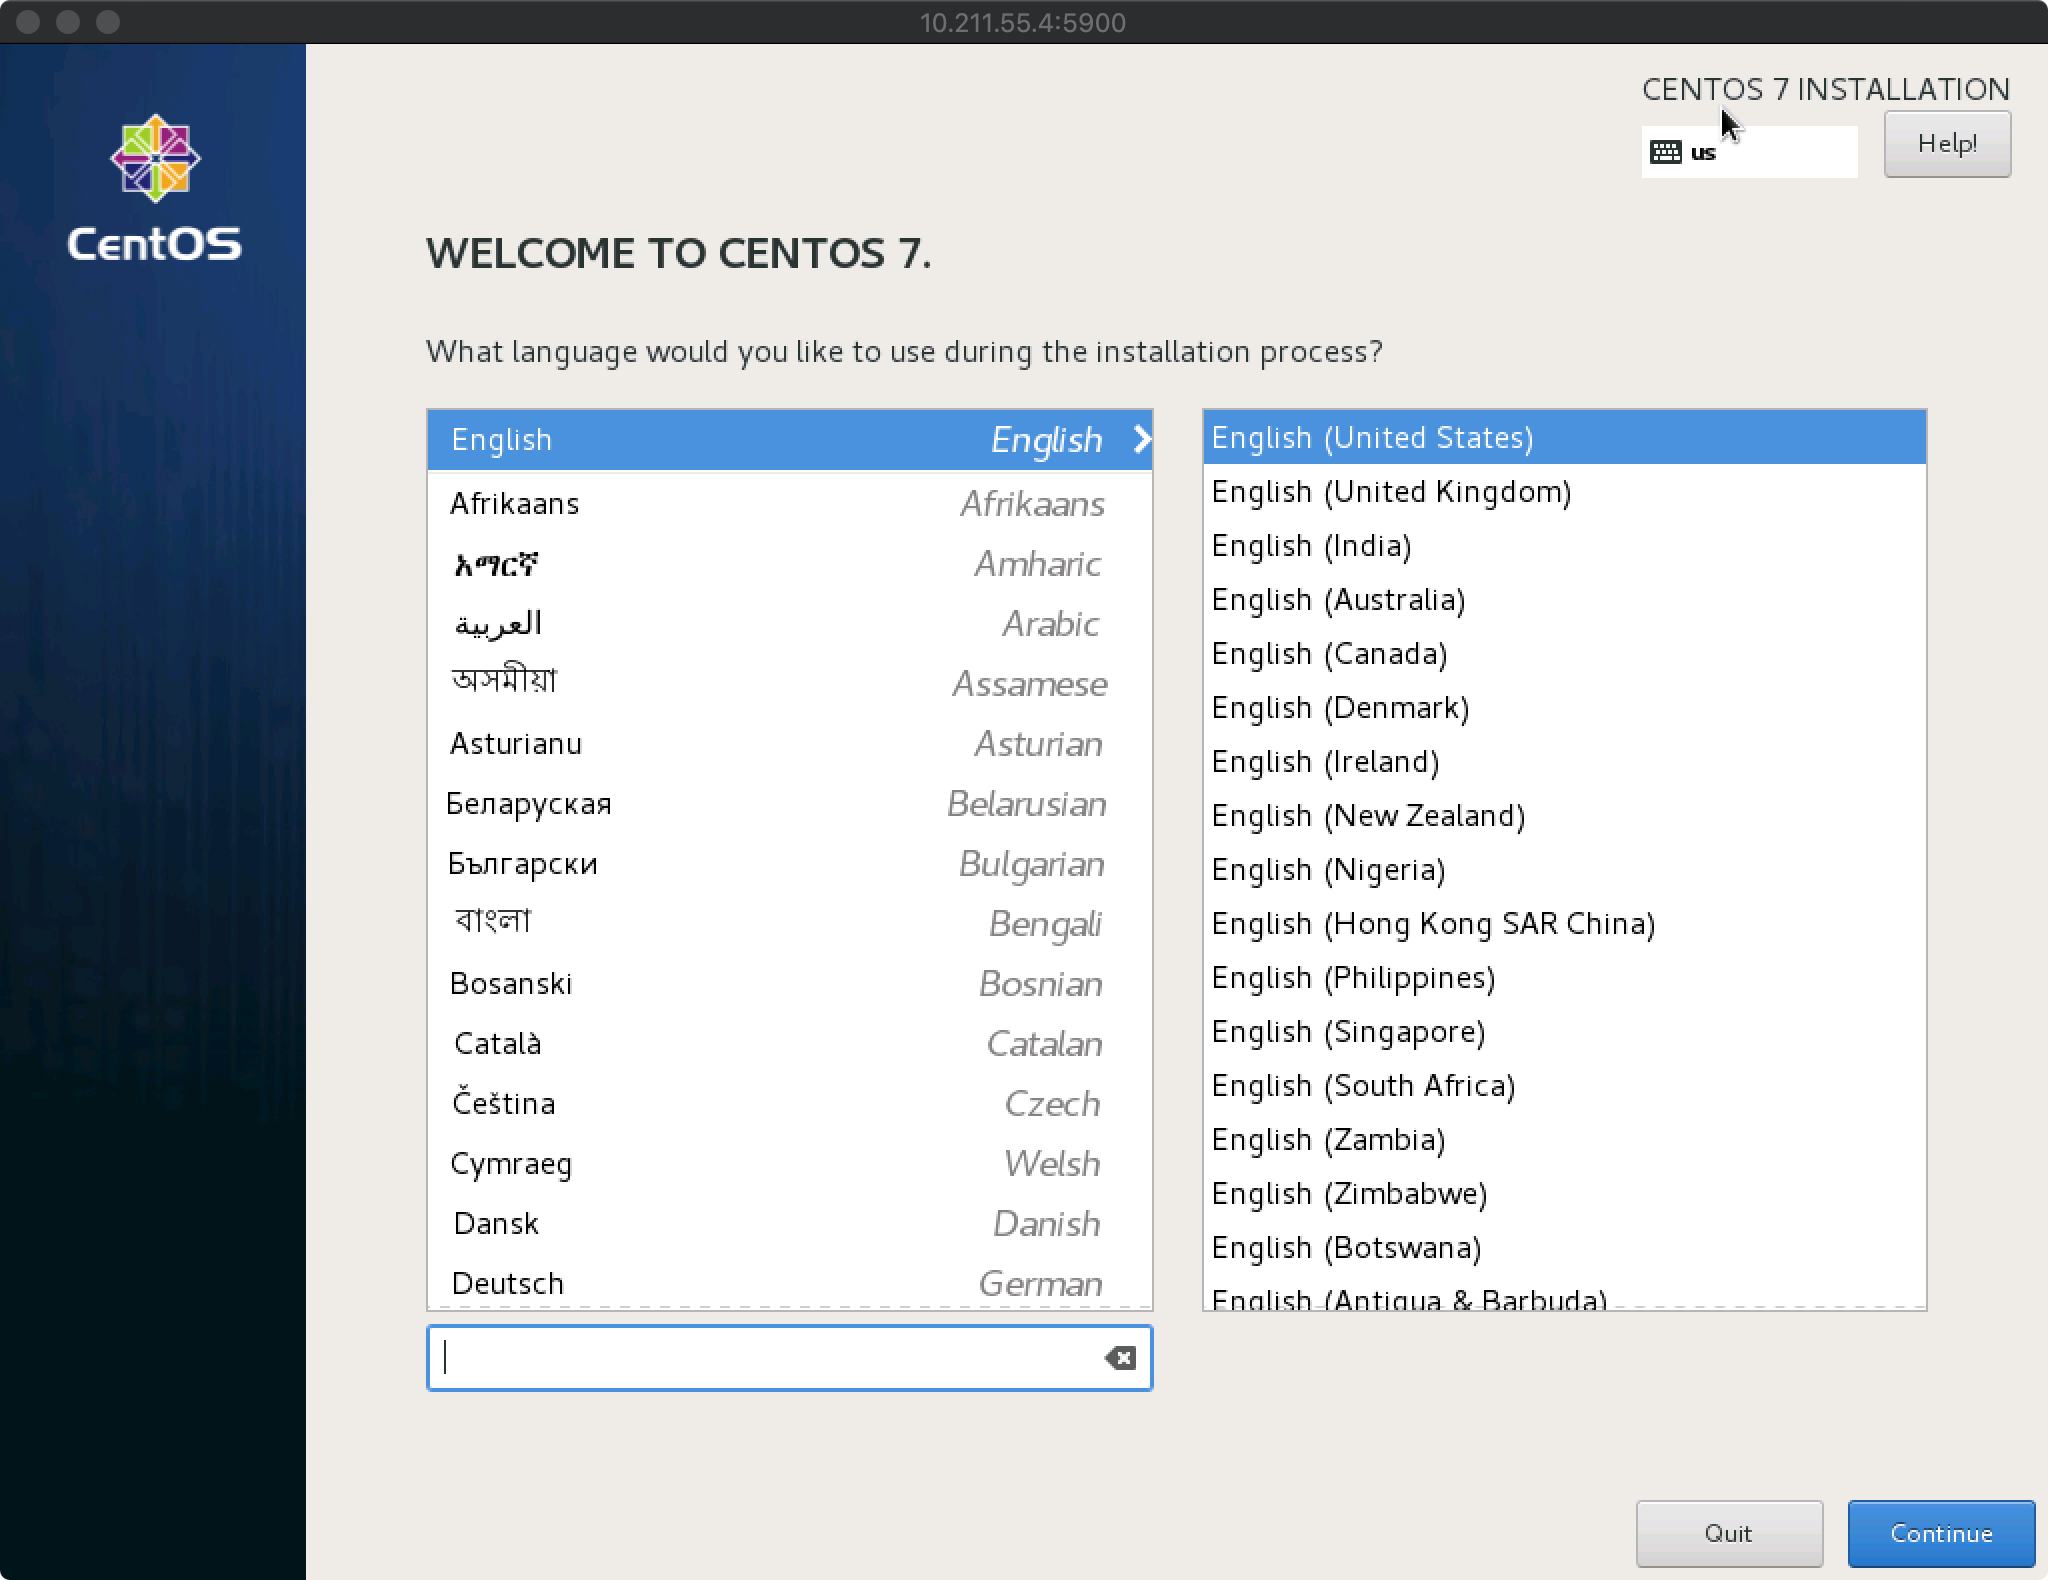 10.211.55.4:5900
CentOS
CENTOS 7 INSTALLATION
us
Help!
WELCOME TO CENTOS 7.
What language would you like to use during the installation process?
English English
Afrikaans Afrikaans
አማርኛ Amharic
العربية Arabic
অসমীয়া Assamese
Asturianu Asturian
Беларуская Belarusian
Български Bulgarian
বাংলা Bengali
Bosanski Bosnian
Català Catalan
Čeština Czech
Cymraeg Welsh
Dansk Danish
Deutsch German
English (United States)
English (United Kingdom)
English (India)
English (Australia)
English (Canada)
English (Denmark)
English (Ireland)
English (New Zealand)
English (Nigeria)
English (Hong Kong SAR China)
English (Philippines)
English (Singapore)
English (South Africa)
English (Zambia)
English (Zimbabwe)
English (Botswana)
English (Antigua & Barbuda)
Quit
Continue